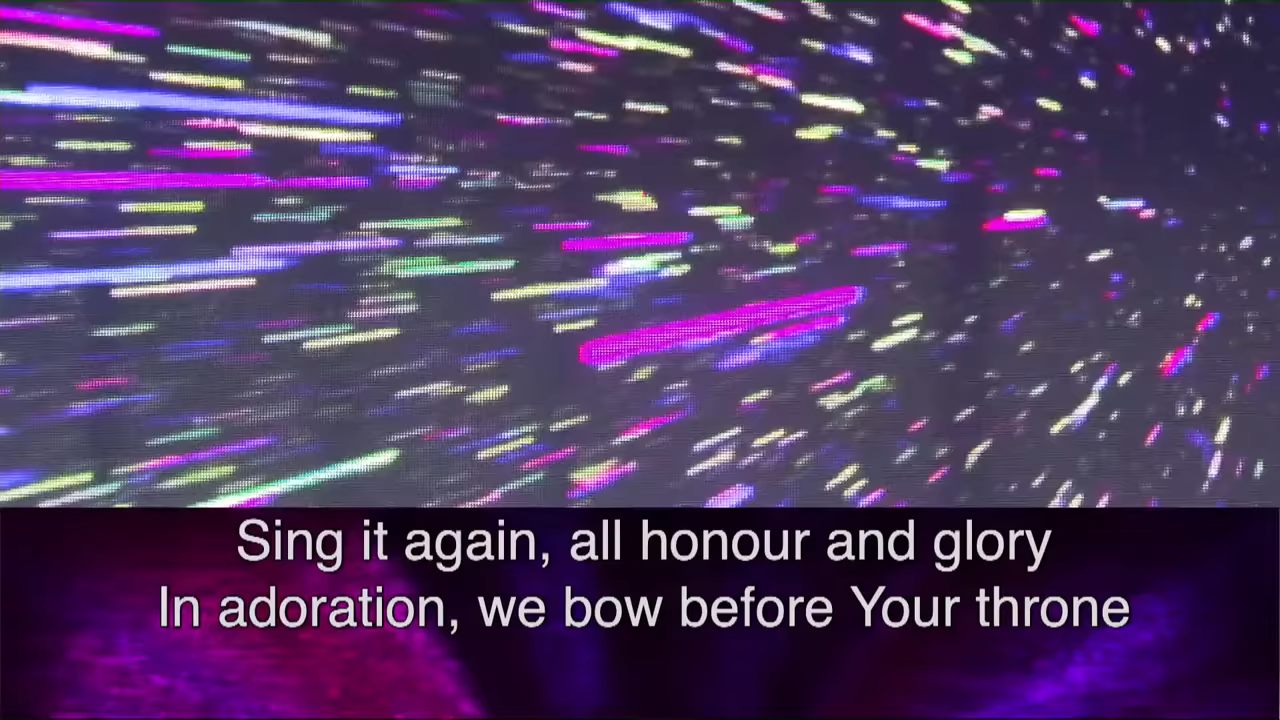 Sing it again, all honour and glory
In adoration, we bow before Your throne